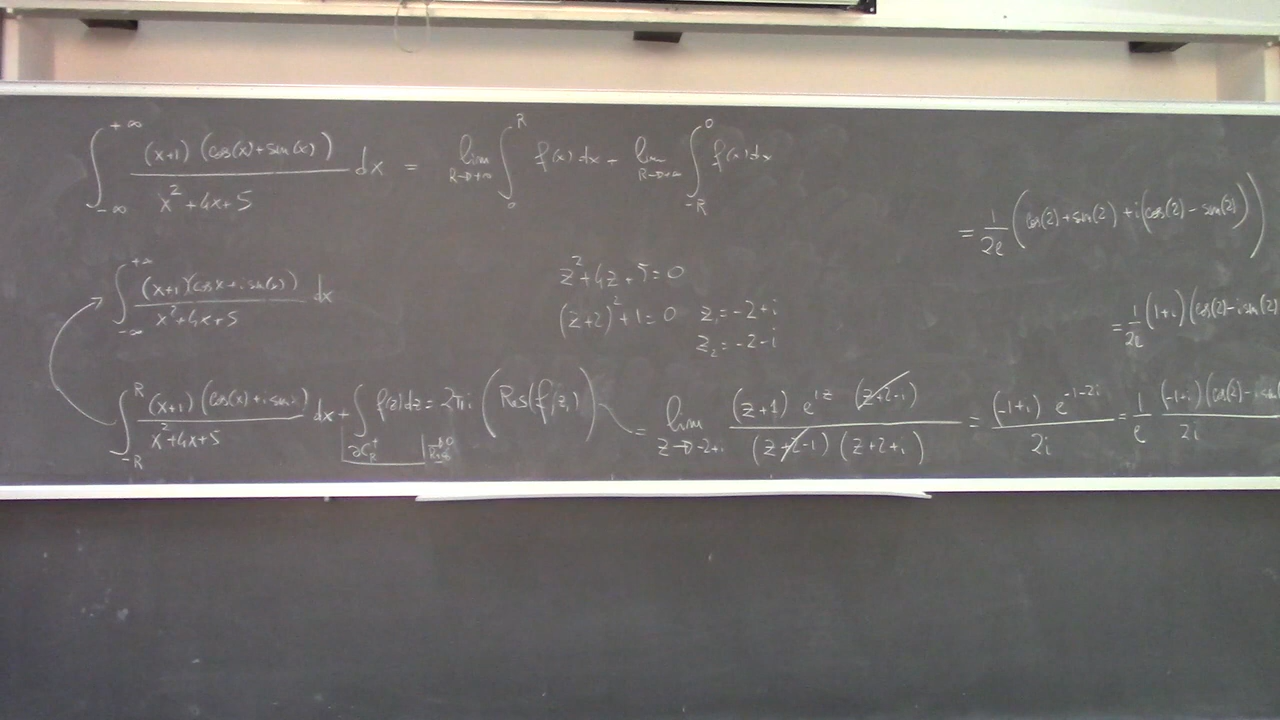 ∫_{-∞}^{+∞} (x+1)(cos(x)+sin(x)) / (x²+4x+5) dx = lim_{R→+∞} ∫_0^R f(x)dx + lim_{R→+∞} ∫_{-R}^0 f(x)dx
= 1/2e (cos(2)+sin(2)+i(cos(2)-sin(2)))
∫_{-∞}^{+∞} (x+1)(cosx+i sin(x)) / (x²+4x+5) dx
z²+4z+5=0
(z+2)²+1=0 z₁=-2+i
z₂=-2-i
= 1/2e (1+i)(cos(2)-i sin(2)
∫_{-R}^{R} (x+1)(cos(x)+i sin x) / (x²+4x+5) dx + ∫_{∂C_R^+} f(z)dz = 2πi (Res(f,z₁)) = lim_{z→-2+i} (z+1)e^{iz}(z+2-i) / (z+2-i)(z+2+i) = (-1+i)e^{-1-2i} / 2i = 1/e (-1+i)(cos(2)-i sin / 2i